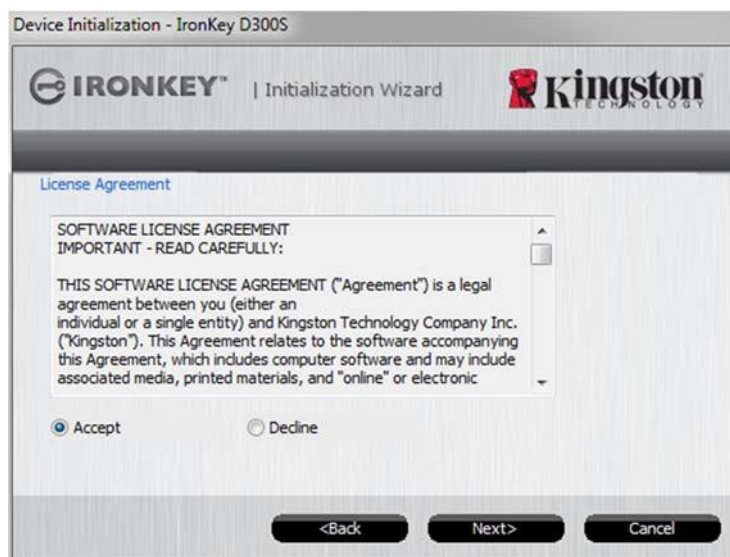 Device Initialization - IronKey D300S
IRONKEY™ | Initialization Wizard
Kingston
TECHNOLOGY
License Agreement
SOFTWARE LICENSE AGREEMENT
IMPORTANT - READ CAREFULLY:
THIS SOFTWARE LICENSE AGREEMENT ("Agreement") is a legal
agreement between you (either an
individual or a single entity) and Kingston Technology Company Inc.
("Kingston"). This Agreement relates to the software accompanying
this Agreement, which includes computer software and may include
associated media, printed materials, and "online" or electronic
Accept Decline
<Back Next> Cancel